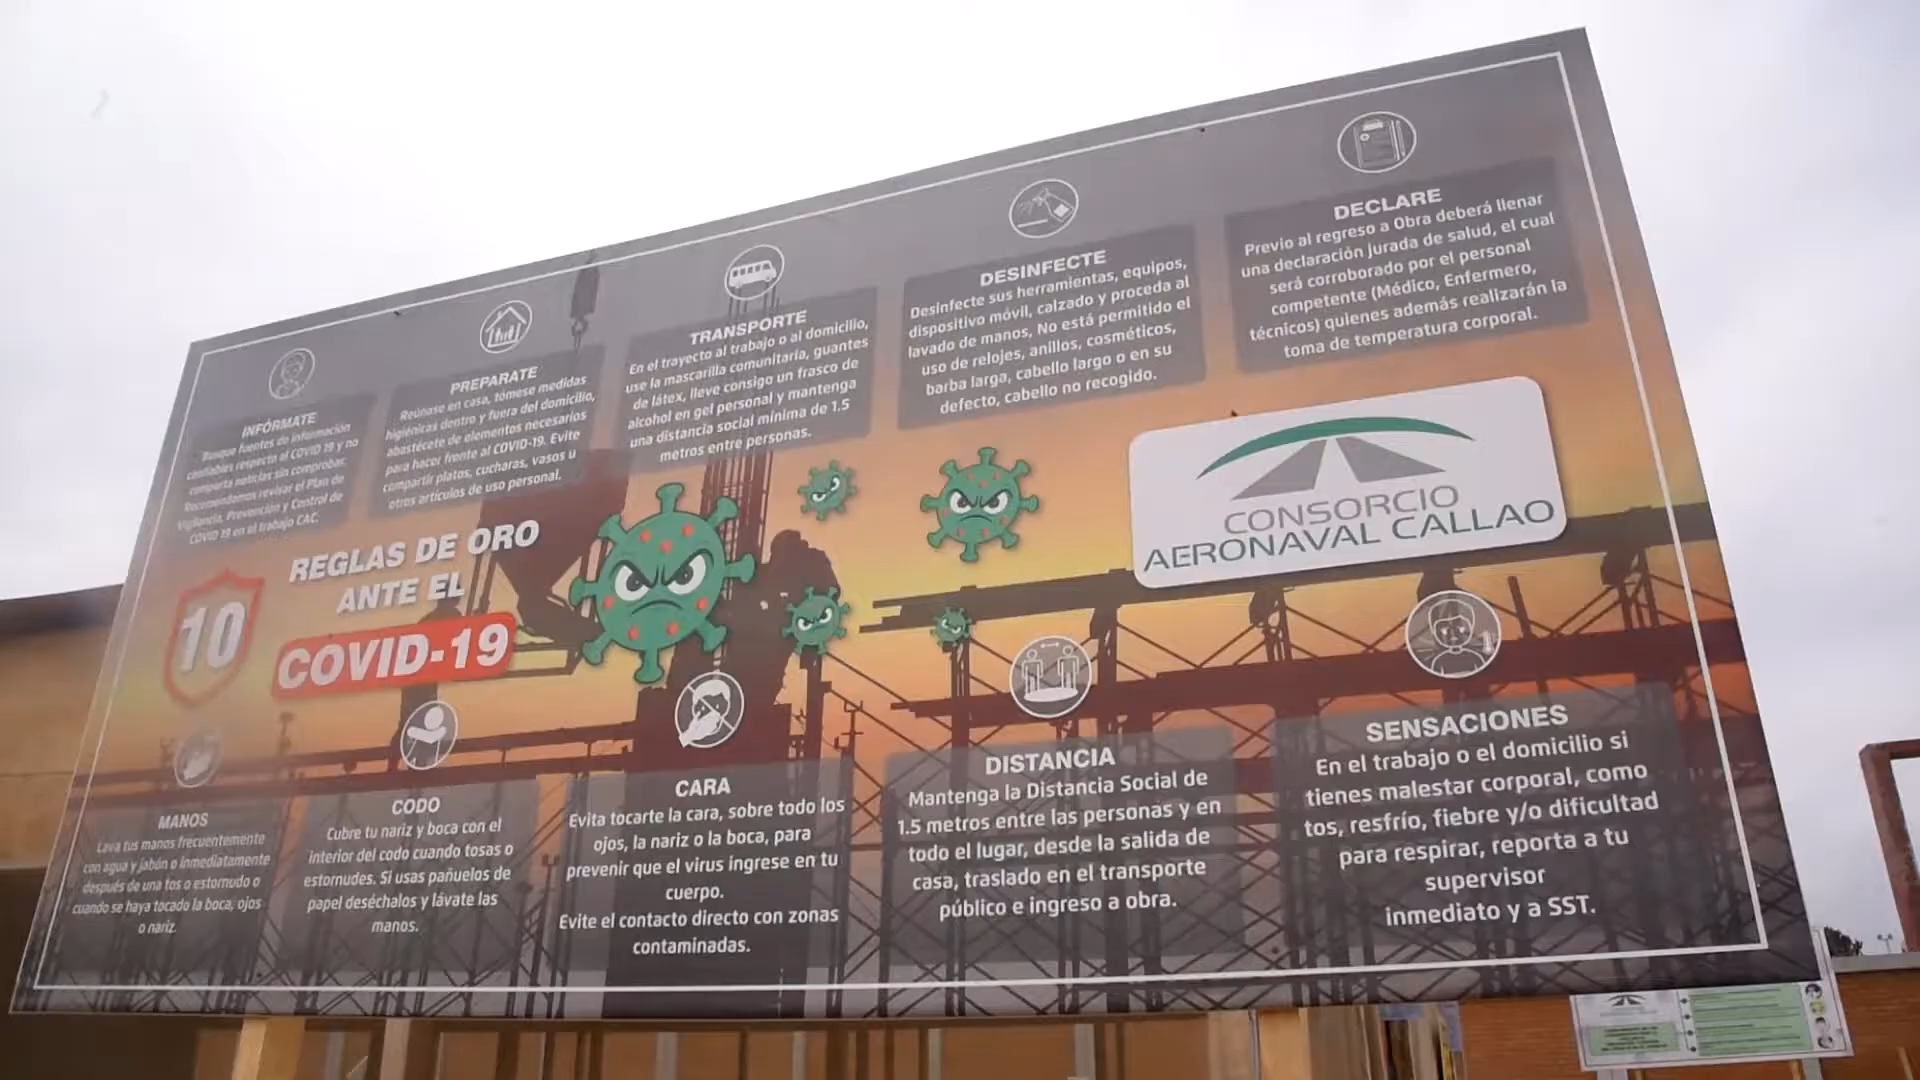 INFÓRMATE
Busque fuentes de información
confiables respecto al COVID 19 y no
comparta noticias sin comprobar.
Recomendamos revisar el Plan de
Vigilancia, Prevención y Control de
COVID 19 en el trabajo CAC.
PREPARATE
Reúnase en casa, tómese medidas
higiénicas dentro y fuera del domicilio,
abastécete de elementos necesarios
para hacer frente al COVID-19. Evite
compartir platos, cucharas, vasos u
otros artículos de uso personal.
TRANSPORTE
En el trayecto al trabajo o al domicilio,
use la mascarilla comunitaria, guantes
de látex, lleve consigo un frasco de
alcohol en gel personal y mantenga
una distancia social mínima de 1.5
metros entre personas.
DESINFECTE
Desinfecte sus herramientas, equipos,
dispositivo móvil, calzado y proceda al
lavado de manos, No está permitido el
uso de relojes, anillos, cosméticos,
barba larga, cabello largo o en su
defecto, cabello no recogido.
DECLARE
Previo al regreso a Obra deberá llenar
una declaración jurada de salud, el cual
será corroborado por el personal
competente (Médico, Enfermero,
técnicos) quienes además realizarán la
toma de temperatura corporal.
10
REGLAS DE ORO
ANTE EL
COVID-19
CONSORCIO
AERONAVAL CALLAO
MANOS
Lava tus manos frecuentemente
con agua y jabón o inmediatamente
después de una tos o estornudo o
cuando se haya tocado la boca, ojos
o nariz.
CODO
Cubre tu nariz y boca con el
interior del codo cuando tosas o
estornudes. Si usas pañuelos de
papel deséchalos y lávate las
manos.
CARA
Evita tocarte la cara, sobre todo los
ojos, la nariz o la boca, para
prevenir que el virus ingrese en tu
cuerpo.
Evite el contacto directo con zonas
contaminadas.
DISTANCIA
Mantenga la Distancia Social de
1.5 metros entre las personas y en
todo el lugar, desde la salida de
casa, traslado en el transporte
público e ingreso a obra.
SENSACIONES
En el trabajo o el domicilio si
tienes malestar corporal, como
tos, resfrío, fiebre y/o dificultad
para respirar, reporta a tu
supervisor
inmediato y a SST.